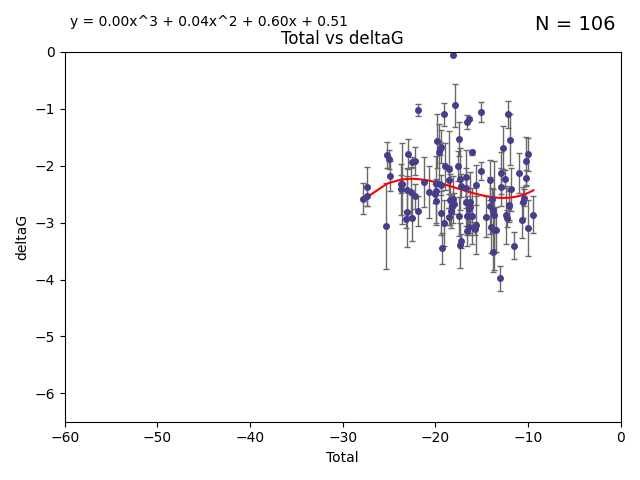 y = 0.00x^3 + 0.04x^2 + 0.60x + 0.51
N = 106
Total vs deltaG
0
−1
−2
−3
−4
−5
−6
deltaG
−60
−50
−40
−30
−20
−10
0
Total